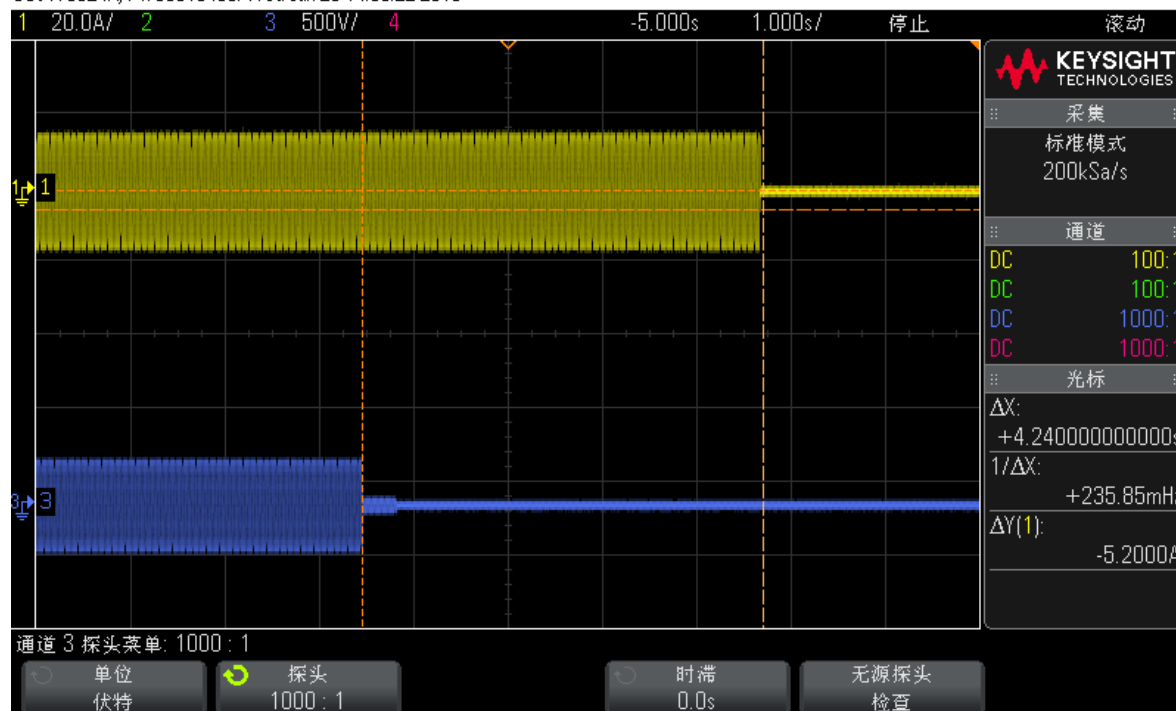 1 20.0A/ 2 3 500V/ 4 -5.000s 1.000s/ 停止 滚动
KEYSIGHT
TECHNOLOGIES
采集
标准模式
200kSa/s
通道
DC 100:1
DC 100:1
DC 1000:1
DC 1000:1
光标
ΔX:
+4.240000000000s
1/ΔX:
+235.85mHz
ΔY(1):
-5.2000A
1 1
3 3
通道 3 探头菜单: 1000 : 1
单位
伏特
探头
1000 : 1
时滞
0.0s
无源探头
检查